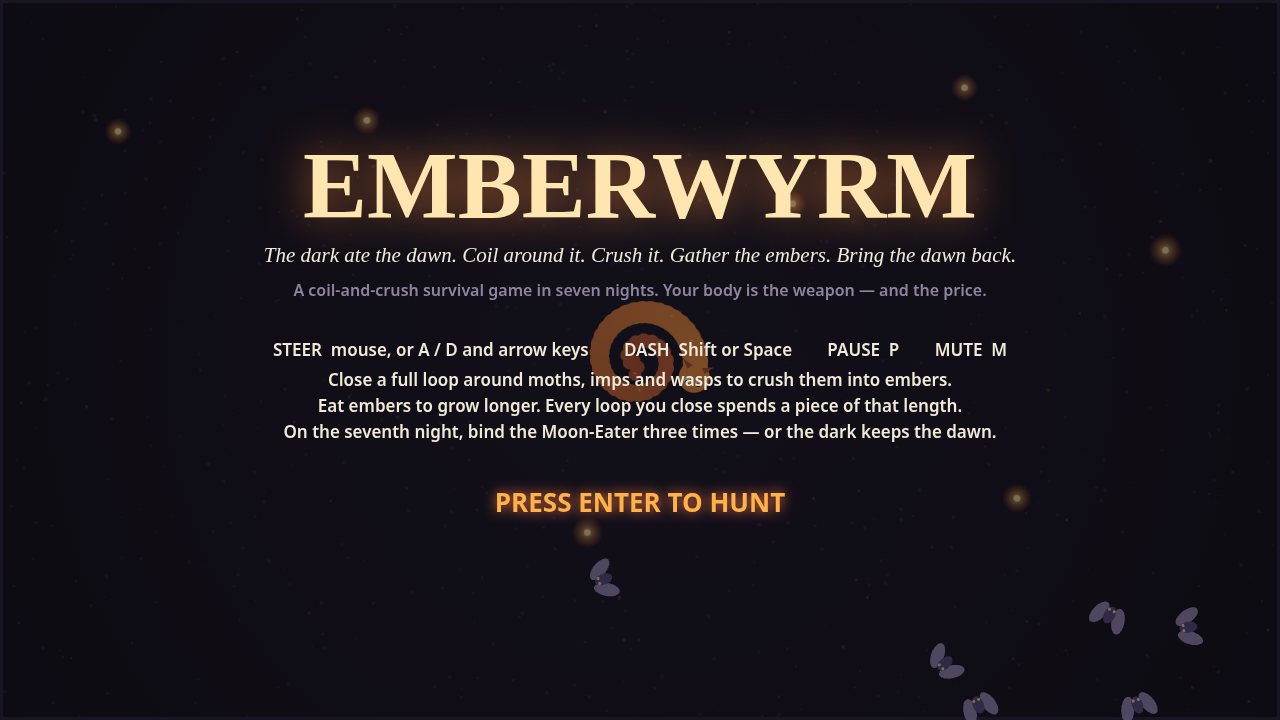 EMBERWYRM
The dark ate the dawn. Coil around it. Crush it. Gather the embers. Bring the dawn back.
A coil-and-crush survival game in seven nights. Your body is the weapon — and the price.
STEER mouse, or A / D and arrow keys DASH Shift or Space PAUSE P MUTE M
Close a full loop around moths, imps and wasps to crush them into embers.
Eat embers to grow longer. Every loop you close spends a piece of that length.
On the seventh night, bind the Moon-Eater three times — or the dark keeps the dawn.
PRESS ENTER TO HUNT